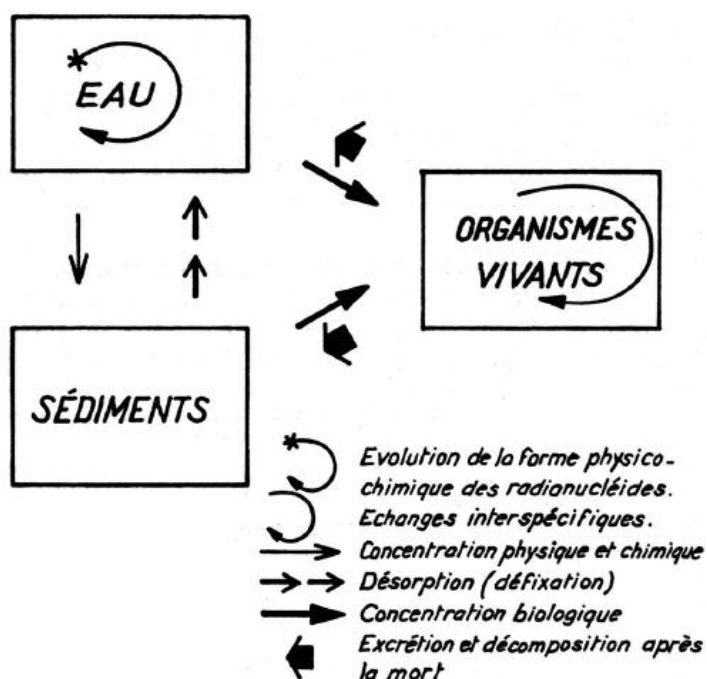 EAU
ORGANISMES
VIVANTS
SÉDIMENTS
Evolution de la forme physico-
chimique des radionucléides.
Echanges interspécifiques.
Concentration physique et chimique
Désorption (défixation)
Concentration biologique
Excrétion et décomposition après
la mort